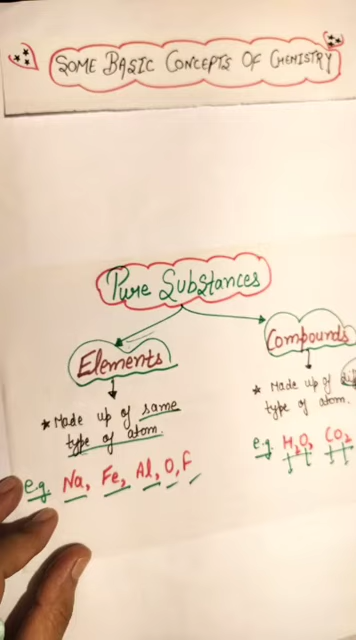 SOME BASIC CONCEPTS OF CHEMISTRY
Pure Substances
Elements
* Made up of same
type of atom.
e.g. Na, Fe, Al, O, F
Compounds
* Made up of
type of atom.
e.g. H₂O, CO₂